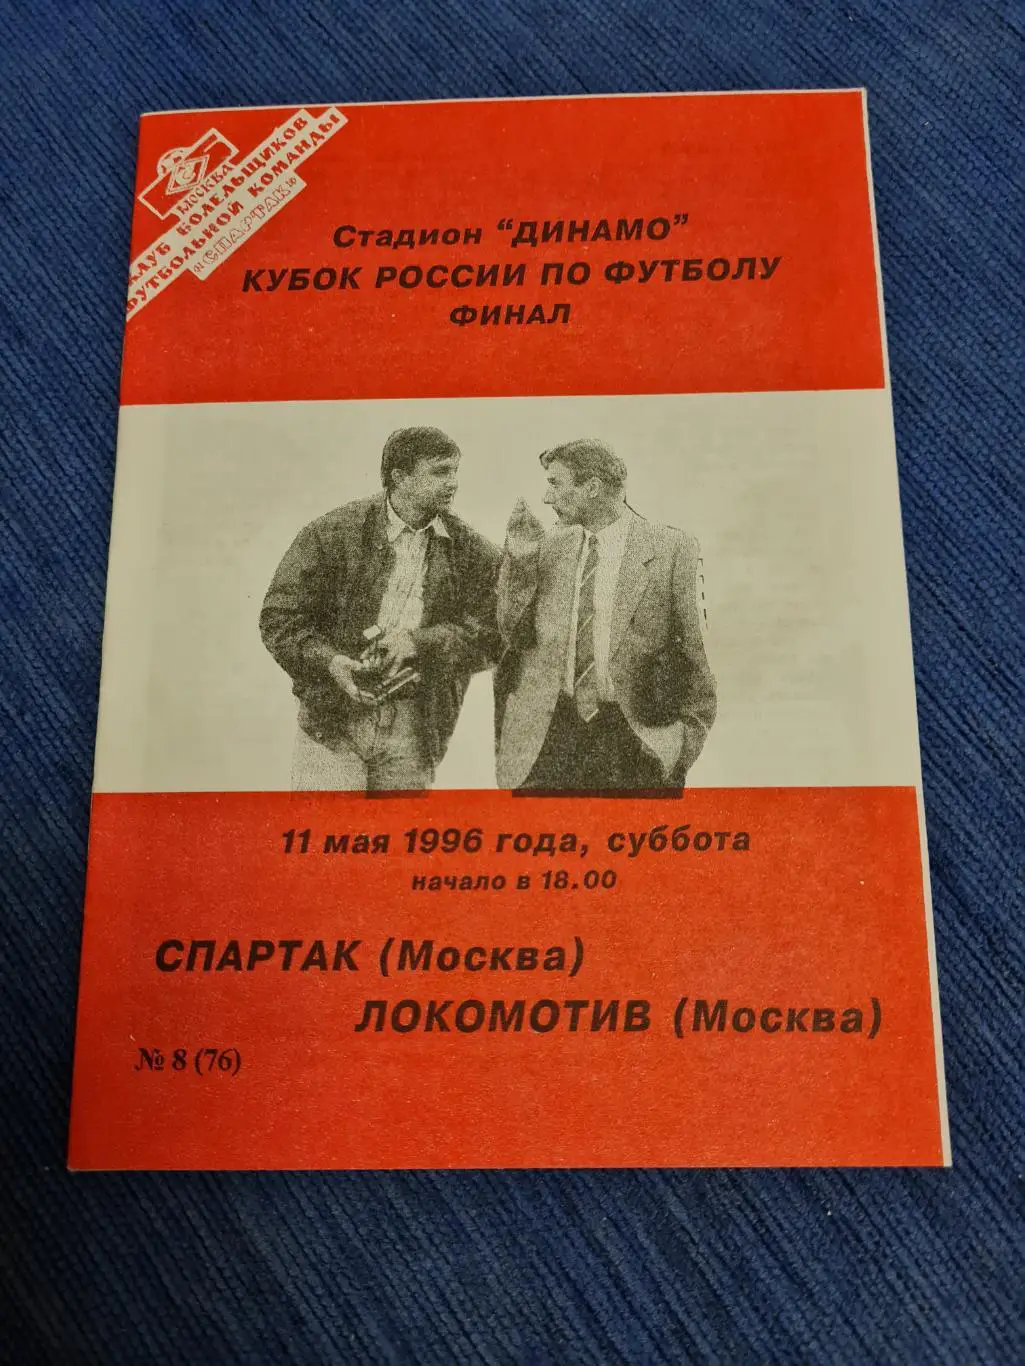 МОСКВА
КЛУБ БОЛЕЛЬЩИКОВ
ФУТБОЛЬНОЙ КОМАНДЫ
«СПАРТАК»
Стадион "ДИНАМО"
КУБОК РОССИИ ПО ФУТБОЛУ
ФИНАЛ
11 мая 1996 года, суббота
начало в 18.00
СПАРТАК (Москва)
ЛОКОМОТИВ (Москва)
№ 8 (76)